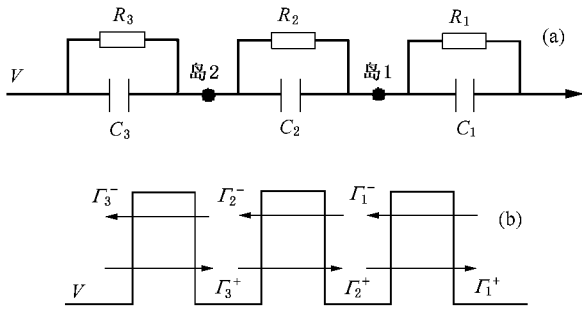 R₃ R₂ R₁ (a)
V 岛2 岛1
C₃ C₂ C₁
Γ₃⁻ Γ₂⁻ Γ₁⁻ (b)
V Γ₃⁺ Γ₂⁺ Γ₁⁺